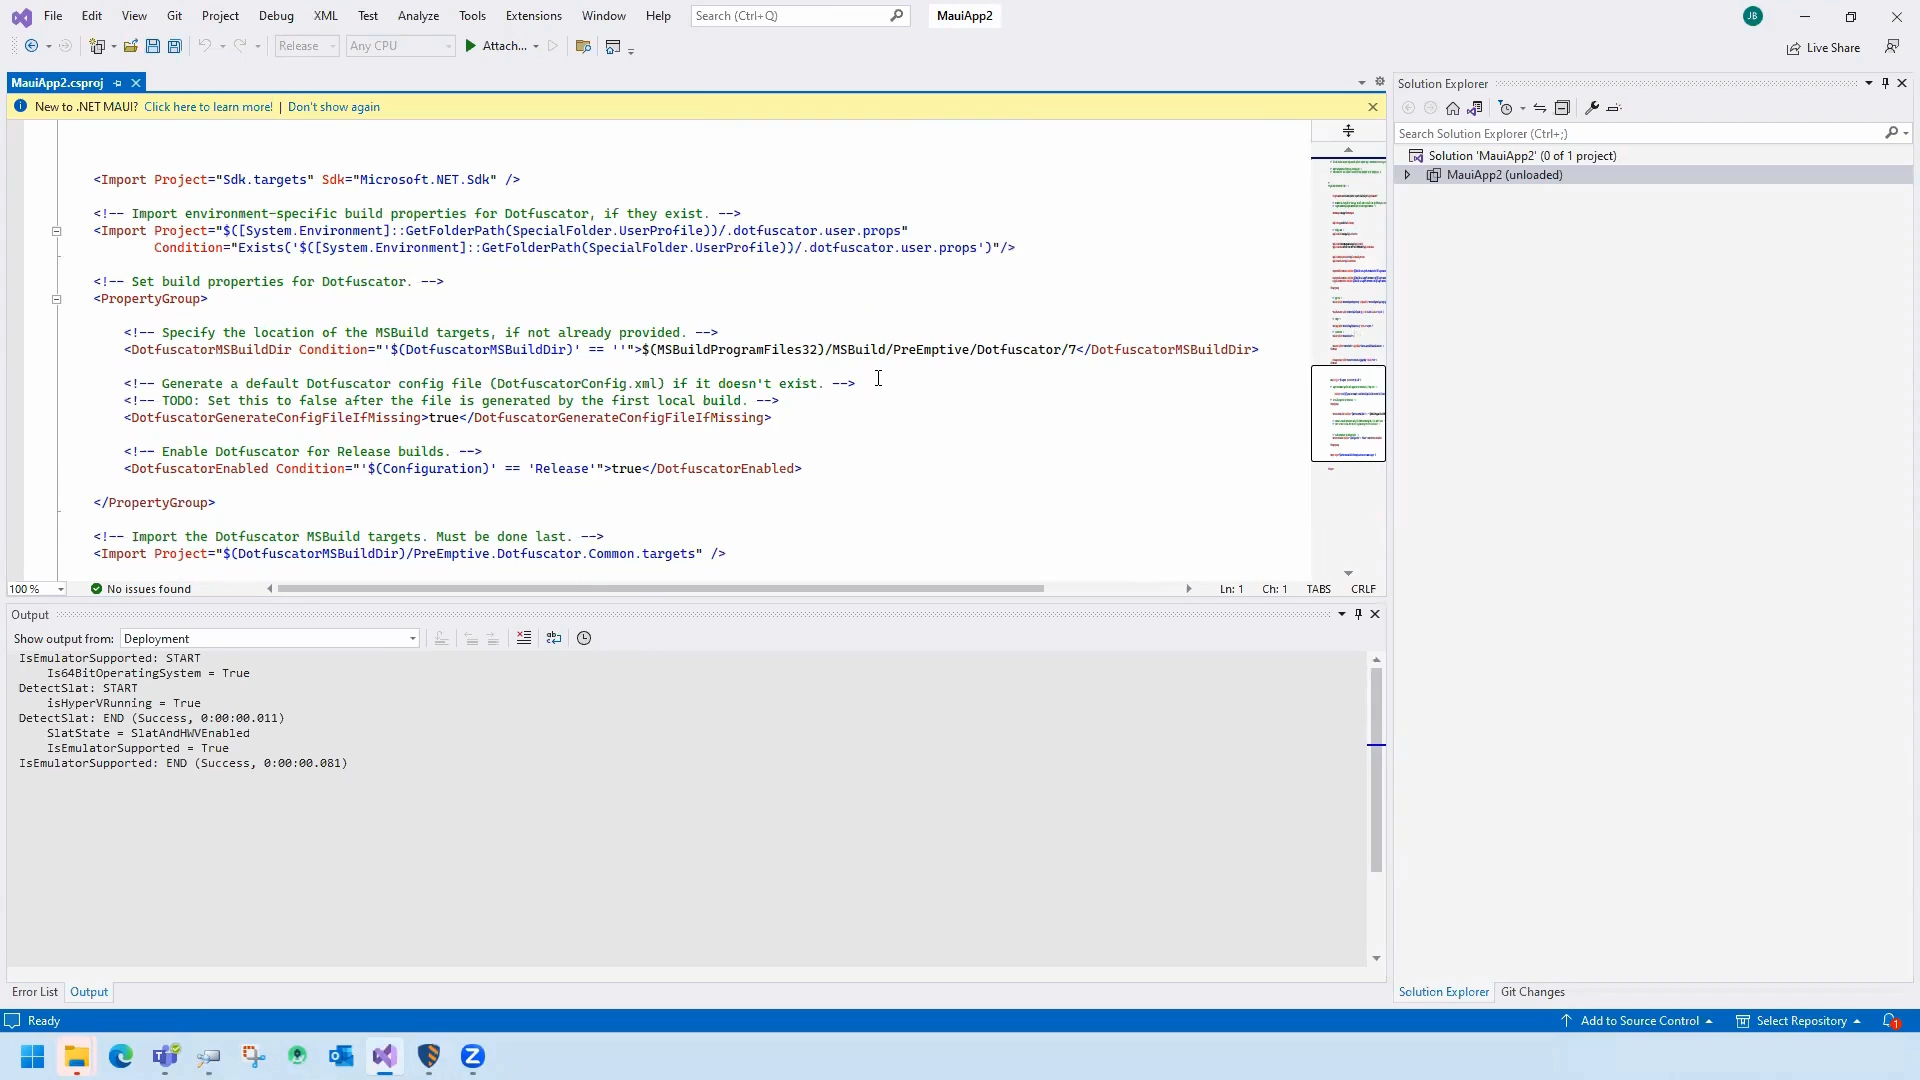 File Edit View Git Project Debug XML Test Analyze Tools Extensions Window Help Search (Ctrl+Q) MauiApp2 JB
Release Any CPU Attach... Live Share
MauiApp2.csproj
New to .NET MAUI? Click here to learn more! | Don't show again
<Import Project="Sdk.targets" Sdk="Microsoft.NET.Sdk" />
<!-- Import environment-specific build properties for Dotfuscator, if they exist. -->
<Import Project="$([System.Environment]::GetFolderPath(SpecialFolder.UserProfile))/.dotfuscator.user.props"
Condition="Exists('$([System.Environment]::GetFolderPath(SpecialFolder.UserProfile))/.dotfuscator.user.props')"/>
<!-- Set build properties for Dotfuscator. -->
<PropertyGroup>
<!-- Specify the location of the MSBuild targets, if not already provided. -->
<DotfuscatorMSBuildDir Condition="'$(DotfuscatorMSBuildDir)' == ''">$(MSBuildProgramFiles32)/MSBuild/PreEmptive/Dotfuscator/7</DotfuscatorMSBuildDir>
<!-- Generate a default Dotfuscator config file (DotfuscatorConfig.xml) if it doesn't exist. -->
<!-- TODO: Set this to false after the file is generated by the first local build. -->
<DotfuscatorGenerateConfigFileIfMissing>true</DotfuscatorGenerateConfigFileIfMissing>
<!-- Enable Dotfuscator for Release builds. -->
<DotfuscatorEnabled Condition="'$(Configuration)' == 'Release'">true</DotfuscatorEnabled>
</PropertyGroup>
<!-- Import the Dotfuscator MSBuild targets. Must be done last. -->
<Import Project="$(DotfuscatorMSBuildDir)/PreEmptive.Dotfuscator.Common.targets" />
100 % No issues found Ln: 1 Ch: 1 TABS CRLF
Output
Show output from: Deployment
IsEmulatorSupported: START
Is64BitOperatingSystem = True
DetectSlat: START
isHyperVRunning = True
DetectSlat: END (Success, 0:00:00.011)
SlatState = SlatAndHWVEnabled
IsEmulatorSupported = True
IsEmulatorSupported: END (Success, 0:00:00.081)
Error List Output
Solution Explorer
Search Solution Explorer (Ctrl+;)
Solution 'MauiApp2' (0 of 1 project)
MauiApp2 (unloaded)
Solution Explorer Git Changes
Ready Add to Source Control Select Repository 1